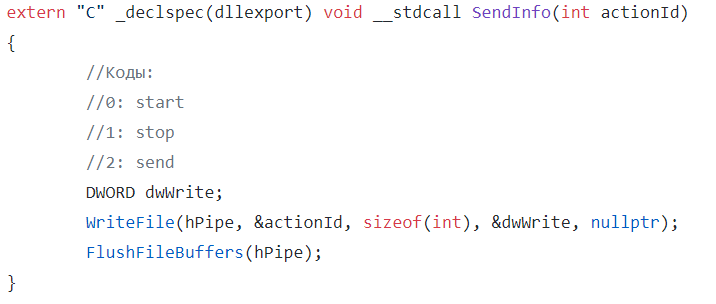 extern "C" _declspec(dllexport) void __stdcall SendInfo(int actionId)
{
//Коды:
//0: start
//1: stop
//2: send
DWORD dwWrite;
WriteFile(hPipe, &actionId, sizeof(int), &dwWrite, nullptr);
FlushFileBuffers(hPipe);
}